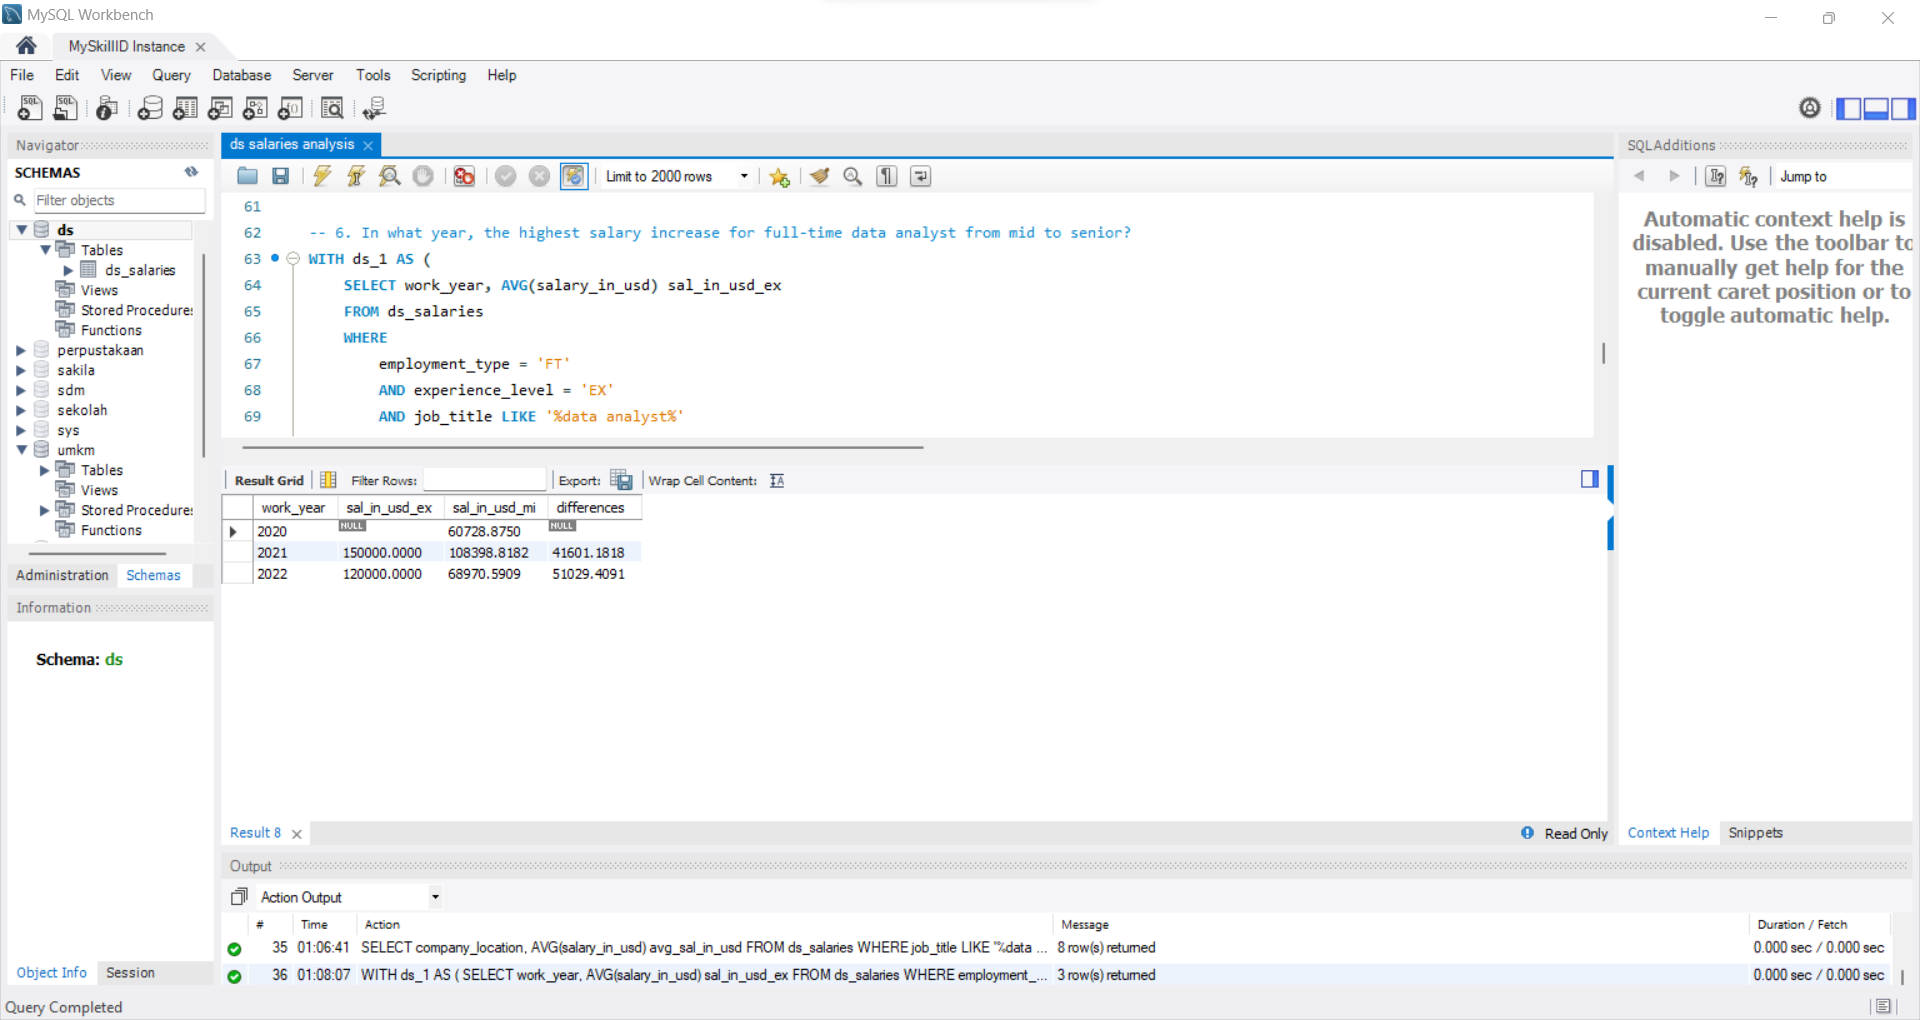 MySQL Workbench
MySkillID Instance
File Edit View Query Database Server Tools Scripting Help
Navigator
SCHEMAS
Filter objects
ds
Tables
ds_salaries
Views
Stored Procedures
Functions
perpustakaan
sakila
sdm
sekolah
sys
umkm
Tables
Views
Stored Procedures
Functions
Administration Schemas
Information
Schema: ds
Object Info Session
ds salaries analysis
Limit to 2000 rows
61
62 -- 6. In what year, the highest salary increase for full-time data analyst from mid to senior?
63 WITH ds_1 AS (
64 SELECT work_year, AVG(salary_in_usd) sal_in_usd_ex
65 FROM ds_salaries
66 WHERE
67 employment_type = 'FT'
68 AND experience_level = 'EX'
69 AND job_title LIKE '%data analyst%'
Result Grid Filter Rows: Export: Wrap Cell Content:
work_year sal_in_usd_ex sal_in_usd_mi differences
2020 NULL 60728.8750 NULL
2021 150000.0000 108398.8182 41601.1818
2022 120000.0000 68970.5909 51029.4091
Result 8
Read Only
SQLAdditions
Jump to
Automatic context help is
disabled. Use the toolbar to
manually get help for the
current caret position or to
toggle automatic help.
Context Help Snippets
Output
Action Output
# Time Action Message Duration / Fetch
35 01:06:41 SELECT company_location, AVG(salary_in_usd) avg_sal_in_usd FROM ds_salaries WHERE job_title LIKE "%data ... 8 row(s) returned 0.000 sec / 0.000 sec
36 01:08:07 WITH ds_1 AS ( SELECT work_year, AVG(salary_in_usd) sal_in_usd_ex FROM ds_salaries WHERE employment_... 3 row(s) returned 0.000 sec / 0.000 sec
Query Completed